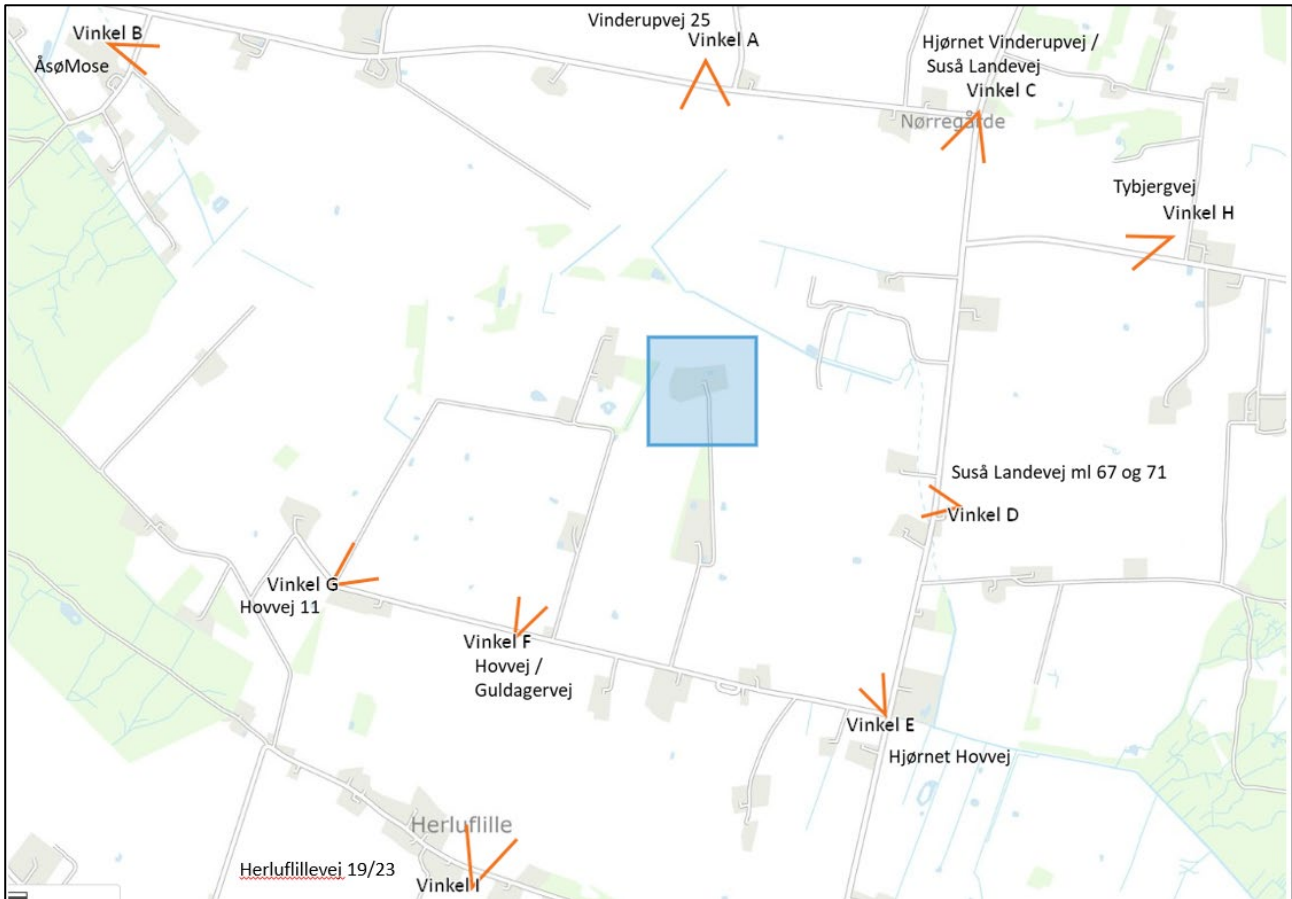 Vinderupvej 25
Vinkel A
Vinkel B
ÅsøMose
Hjørnet Vinderupvej /
Suså Landevej
Vinkel C
Nørregårde
Tybjergvej
Vinkel H
Suså Landevej ml 67 og 71
Vinkel D
Vinkel G
Hovvej 11
Vinkel F
Hovvej /
Guldagervej
Vinkel E
Hjørnet Hovvej
Herluflille
Herluflillevej 19/23
Vinkel I